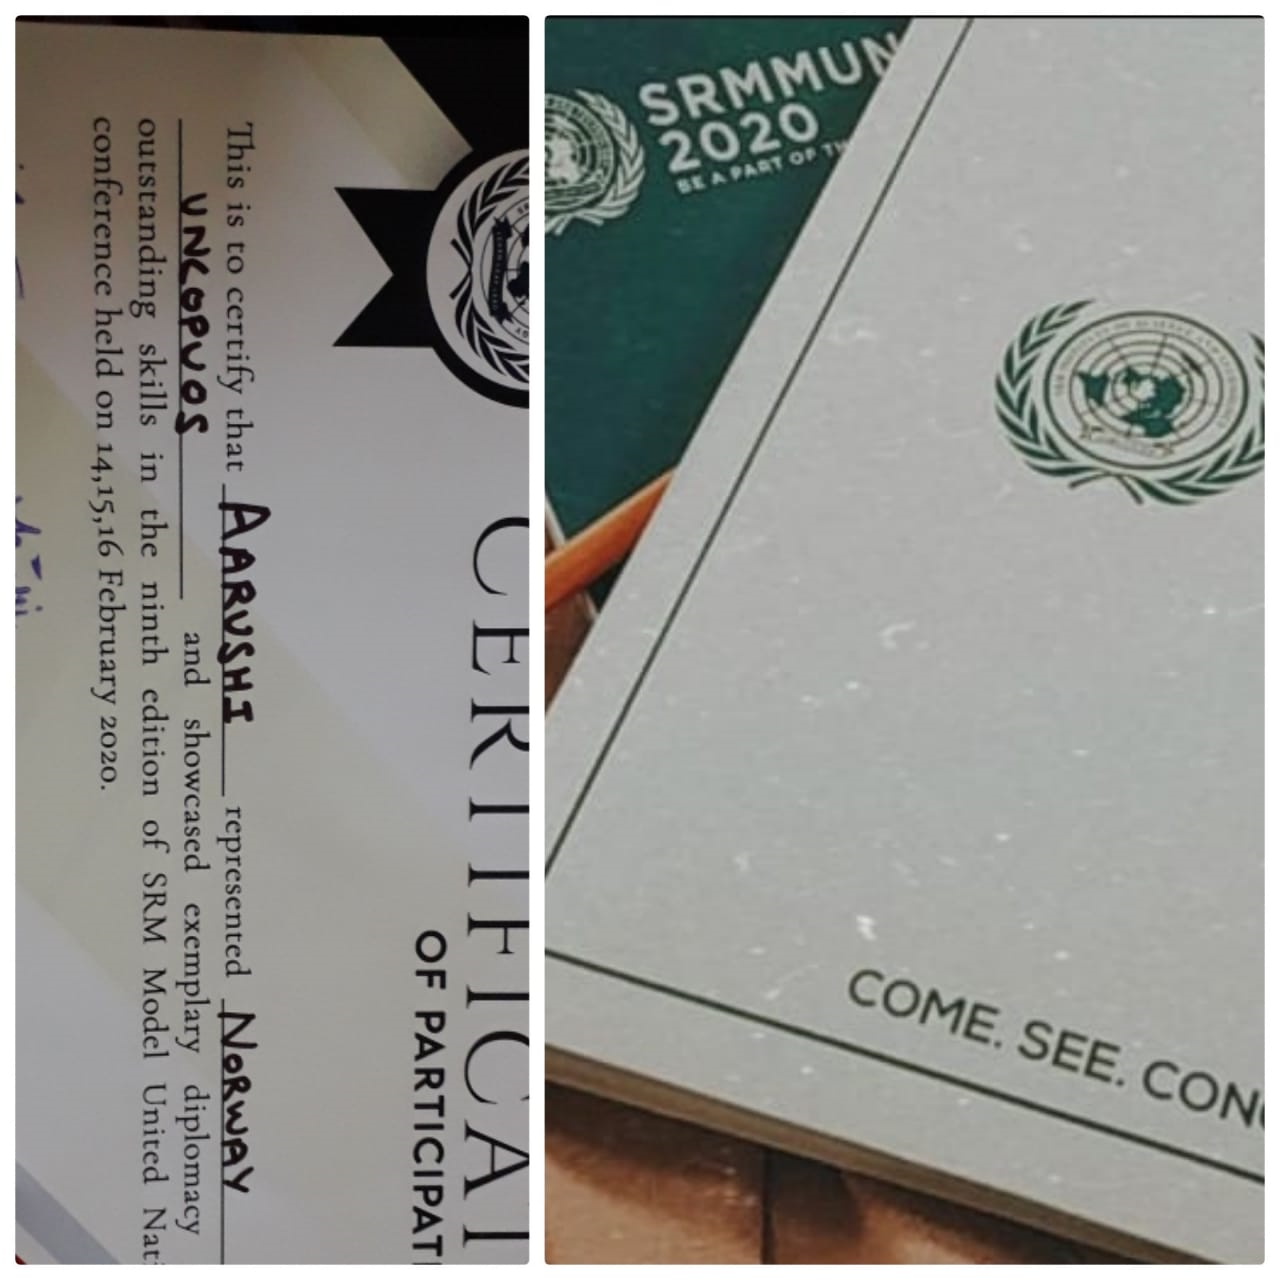 CERTIFICAT
OF PARTICIPATI
This is to certify that AARUSHI represented NORWAY
UNCOPUOS and showcased exemplary diplomacy
outstanding skills in the ninth edition of SRM Model United Nati
conference held on 14,15,16 February 2020.
SRMMUN
2020
BE A PART OF TH
COME. SEE. CONQ